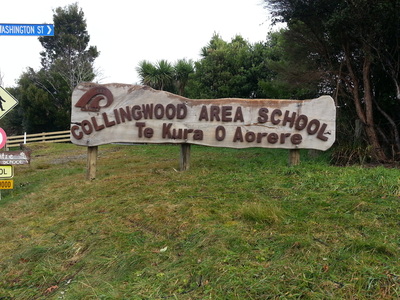 WASHINGTON ST
COLLINGWOOD AREA SCHOOL
Te Kura O Aorere